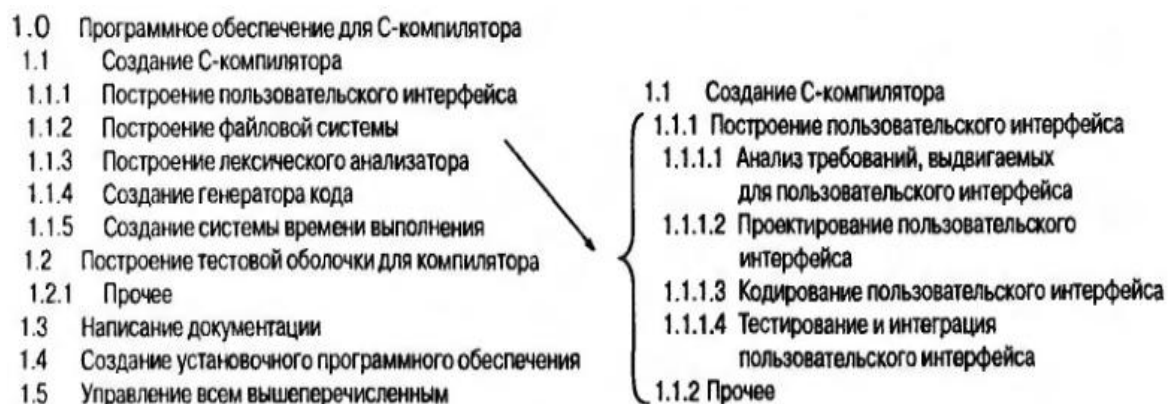 1.0 Программное обеспечение для С-компилятора
1.1 Создание С-компилятора
1.1.1 Построение пользовательского интерфейса
1.1.2 Построение файловой системы
1.1.3 Построение лексического анализатора
1.1.4 Создание генератора кода
1.1.5 Создание системы времени выполнения
1.2 Построение тестовой оболочки для компилятора
1.2.1 Прочее
1.3 Написание документации
1.4 Создание установочного программного обеспечения
1.5 Управление всем вышеперечисленным
1.1 Создание С-компилятора
1.1.1 Построение пользовательского интерфейса
1.1.1.1 Анализ требований, выдвигаемых
для пользовательского интерфейса
1.1.1.2 Проектирование пользовательского
интерфейса
1.1.1.3 Кодирование пользовательского интерфейса
1.1.1.4 Тестирование и интеграция
пользовательского интерфейса
1.1.2 Прочее